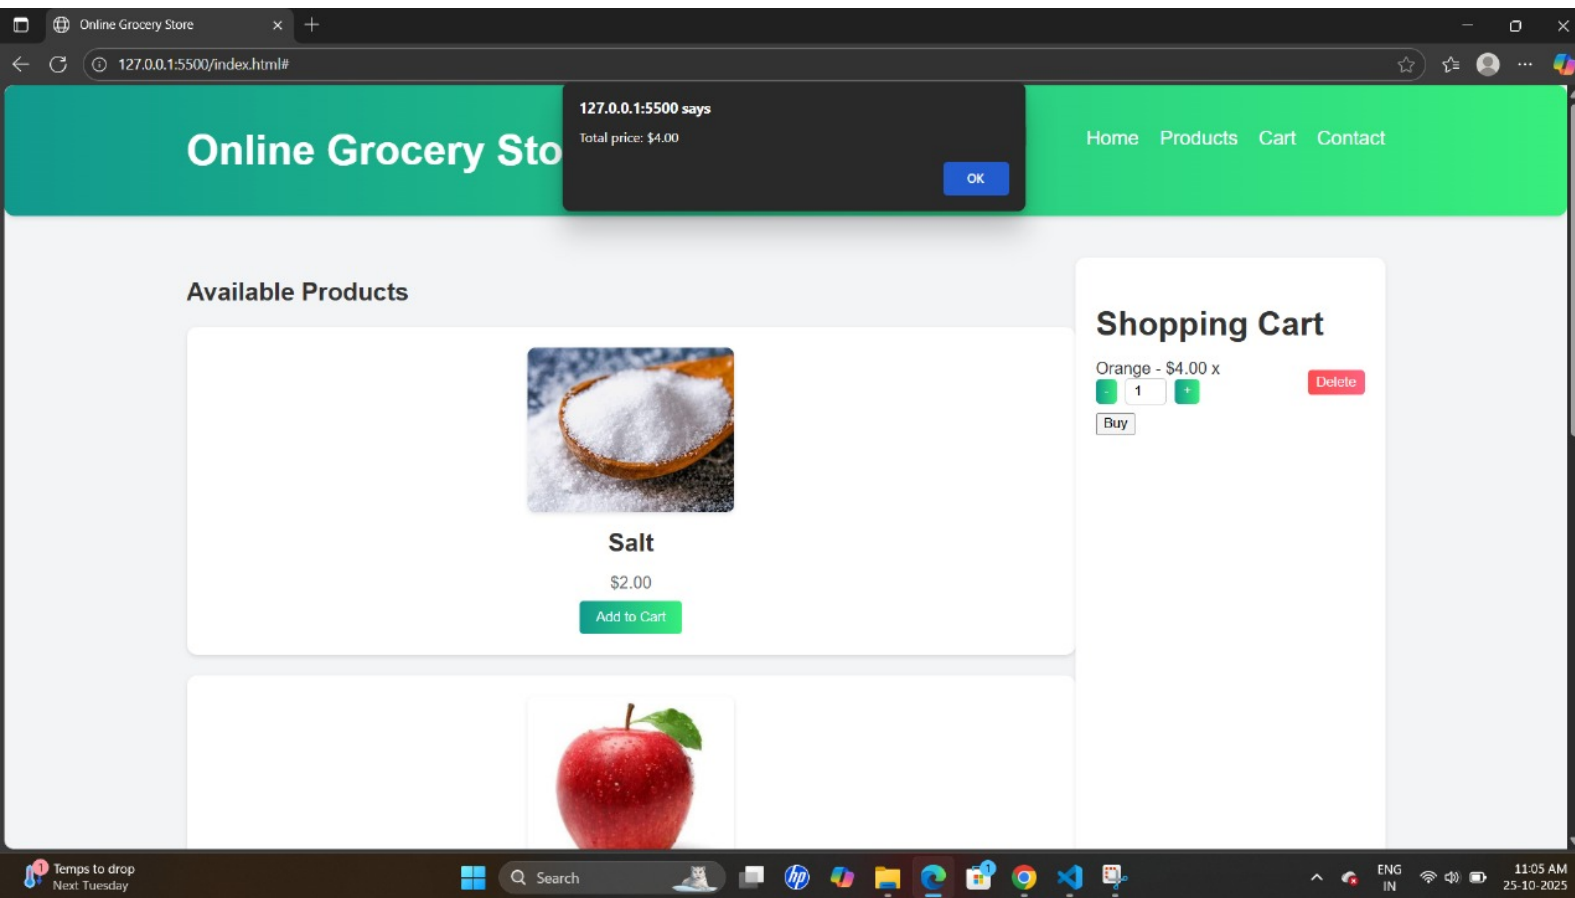 Online Grocery Store
127.0.0.1:5500/index.html#
127.0.0.1:5500 says
Total price: $4.00
OK
Online Grocery Sto
Home Products Cart Contact
Available Products
Shopping Cart
Orange - $4.00 x
- 1 +
Delete
Buy
Salt
$2.00
Add to Cart
1
Temps to drop
Next Tuesday
Search
hp
1
ENG
IN
11:05 AM
25-10-2025